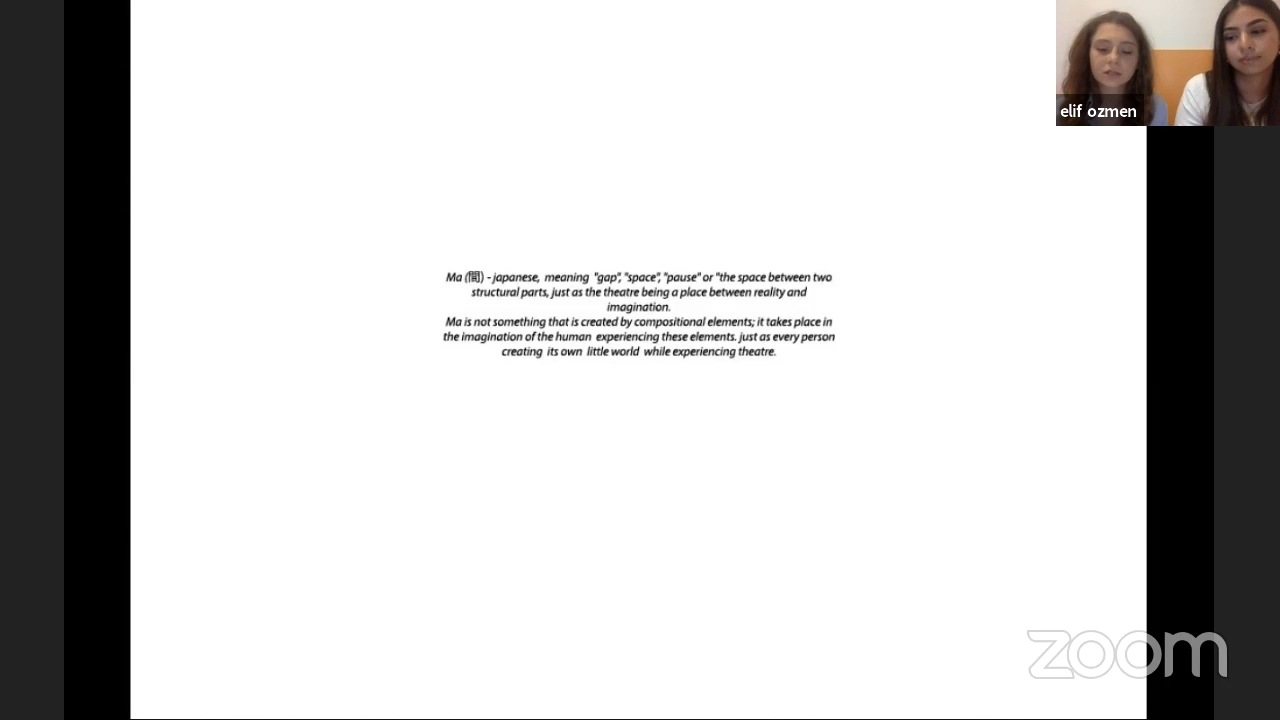 elif ozmen
Ma (間) - japanese, meaning "gap", "space", "pause" or "the space between two
structural parts, just as the theatre being a place between reality and
imagination.
Ma is not something that is created by compositional elements; it takes place in
the imagination of the human experiencing these elements. just as every person
creating its own little world while experiencing theatre.
zoom